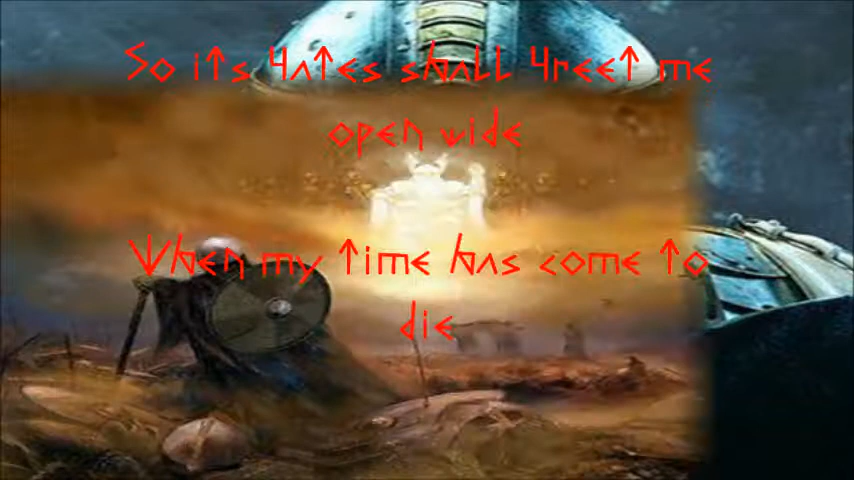 So its gates shall greet me
open wide
When my time has come to
die